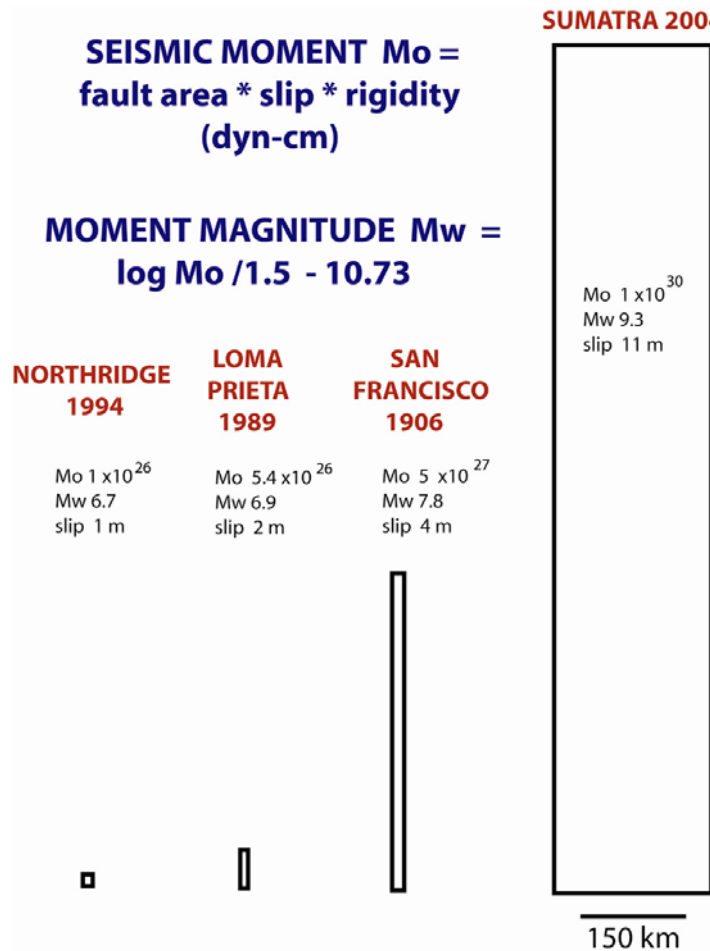 SUMATRA 2004
SEISMIC MOMENT Mo =
fault area * slip * rigidity
(dyn-cm)
MOMENT MAGNITUDE Mw =
log Mo /1.5 - 10.73
Mo 1 x10^30
Mw 9.3
slip 11 m
NORTHRIDGE
1994
Mo 1 x10^26
Mw 6.7
slip 1 m
LOMA
PRIETA
1989
Mo 5.4 x10^26
Mw 6.9
slip 2 m
SAN
FRANCISCO
1906
Mo 5 x10^27
Mw 7.8
slip 4 m
150 km